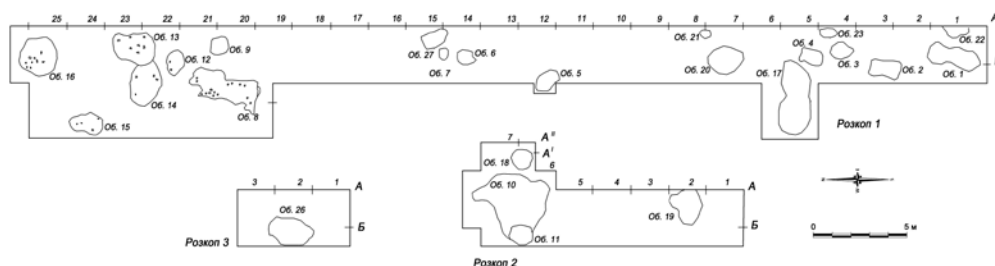 25 24 23 22 21 20 19 18 17 16 15 14 13 12 11 10 9 8 7 6 5 4 3 2 1 А
Об. 13
Об. 9
Об. 12
Об. 16
Об. 14
Об. 8
Об. 15
Об. 27
Об. 6
Об. 7
Об. 5
Об. 21
Об. 20
Об. 23
Об. 4
Об. 3
Об. 17
Об. 2
Об. 22
Об. 1
Розкоп 1
3 2 1 А
Об. 26
Б
Розкоп 3
7 А
Об. 18
6 5 4 3 2 1 А
Об. 10
Об. 19
Об. 11
Б
Розкоп 2
0 5 м